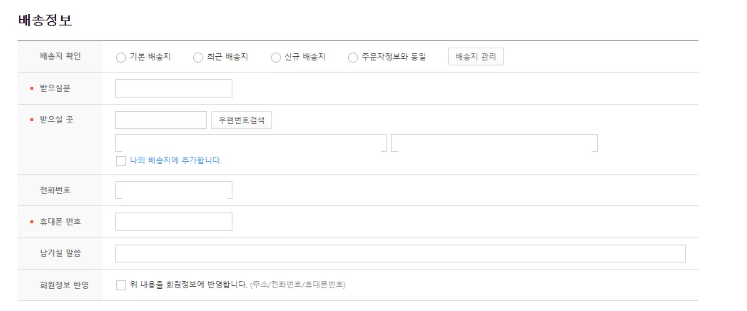 배송정보
배송지 확인 기본 배송지 최근 배송지 신규 배송지 주문자정보와 동일 배송지 관리
받으실분
받으실 곳 우편번호검색
나의 배송지에 추가합니다.
전화번호
휴대폰 번호
남기실 말씀
회원정보 반영 위 내용을 회원정보에 반영합니다. (주소/전화번호/휴대폰번호)